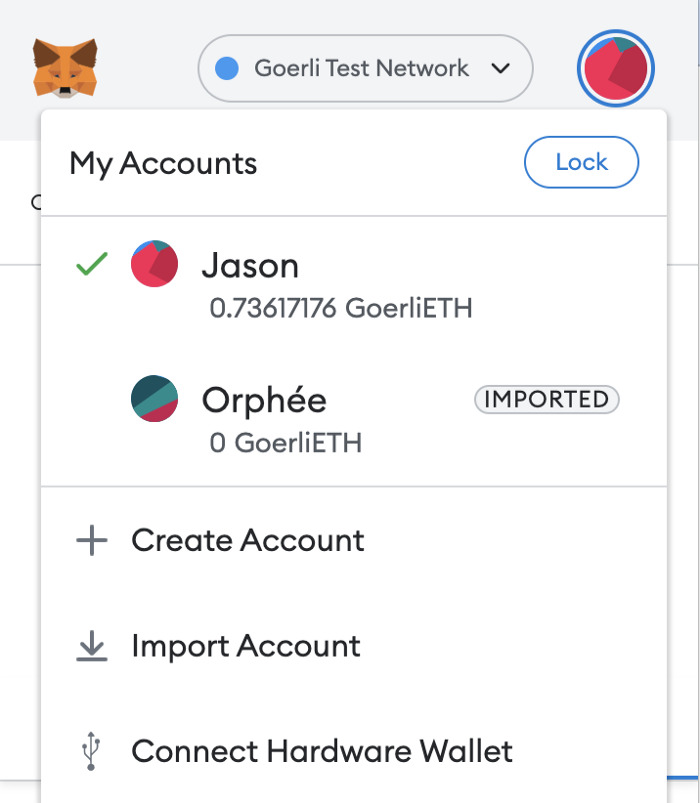 Goerli Test Network
My Accounts
Lock
Jason
0.73617176 GoerliETH
Orphée
IMPORTED
0 GoerliETH
Create Account
Import Account
Connect Hardware Wallet